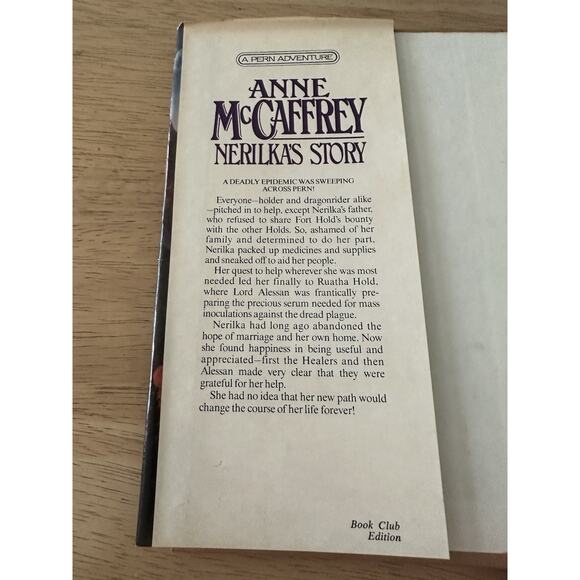 A PERN ADVENTURE
ANNE
McCAFFREY
NERILKA'S STORY
A DEADLY EPIDEMIC WAS SWEEPING
ACROSS PERN!
Everyone—holder and dragonrider alike
—pitched in to help, except Nerilka's father,
who refused to share Fort Hold's bounty
with the other Holds. So, ashamed of her
family and determined to do her part,
Nerilka packed up medicines and supplies
and sneaked off to aid her people.
Her quest to help wherever she was most
needed led her finally to Ruatha Hold,
where Lord Alessan was frantically pre-
paring the precious serum needed for mass
inoculations against the dread plague.
Nerilka had long ago abandoned the
hope of marriage and her own home. Now
she found happiness in being useful and
appreciated—first the Healers and then
Alessan made very clear that they were
grateful for her help.
She had no idea that her new path would
change the course of her life forever!
Book Club
Edition